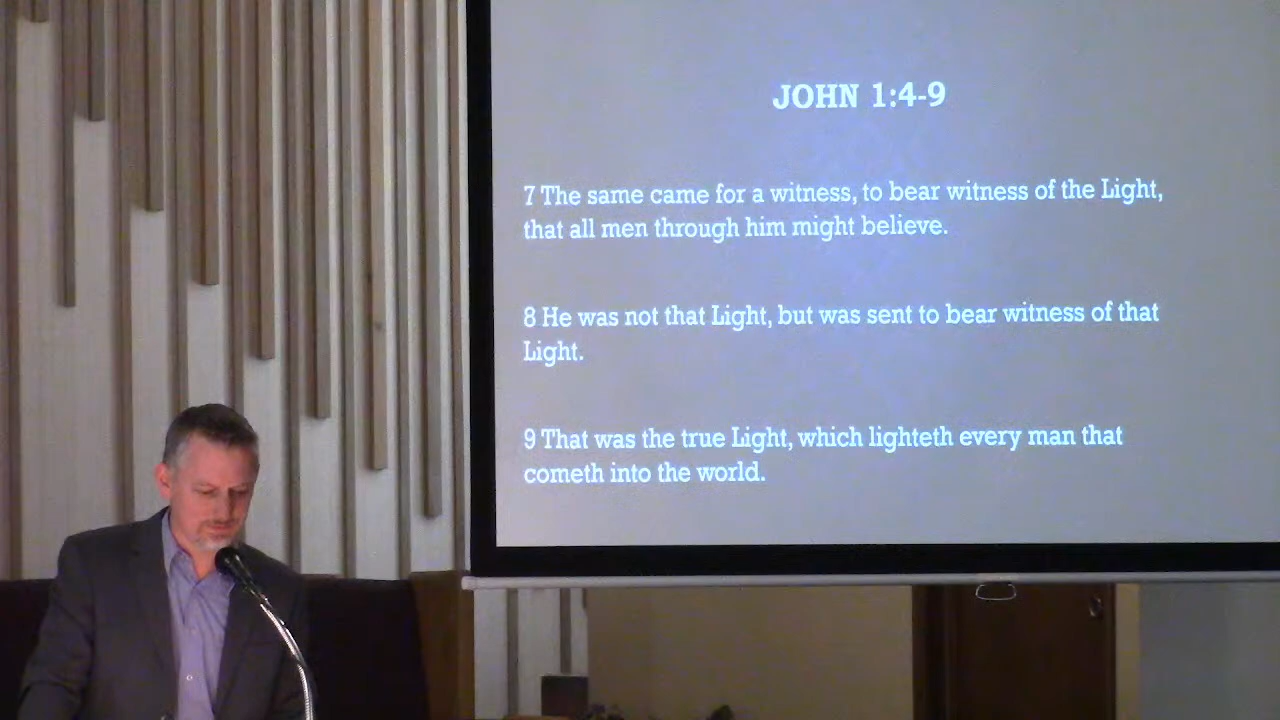 JOHN 1:4-9
7 The same came for a witness, to bear witness of the Light,
that all men through him might believe.
8 He was not that Light, but was sent to bear witness of that
Light.
9 That was the true Light, which lighteth every man that
cometh into the world.